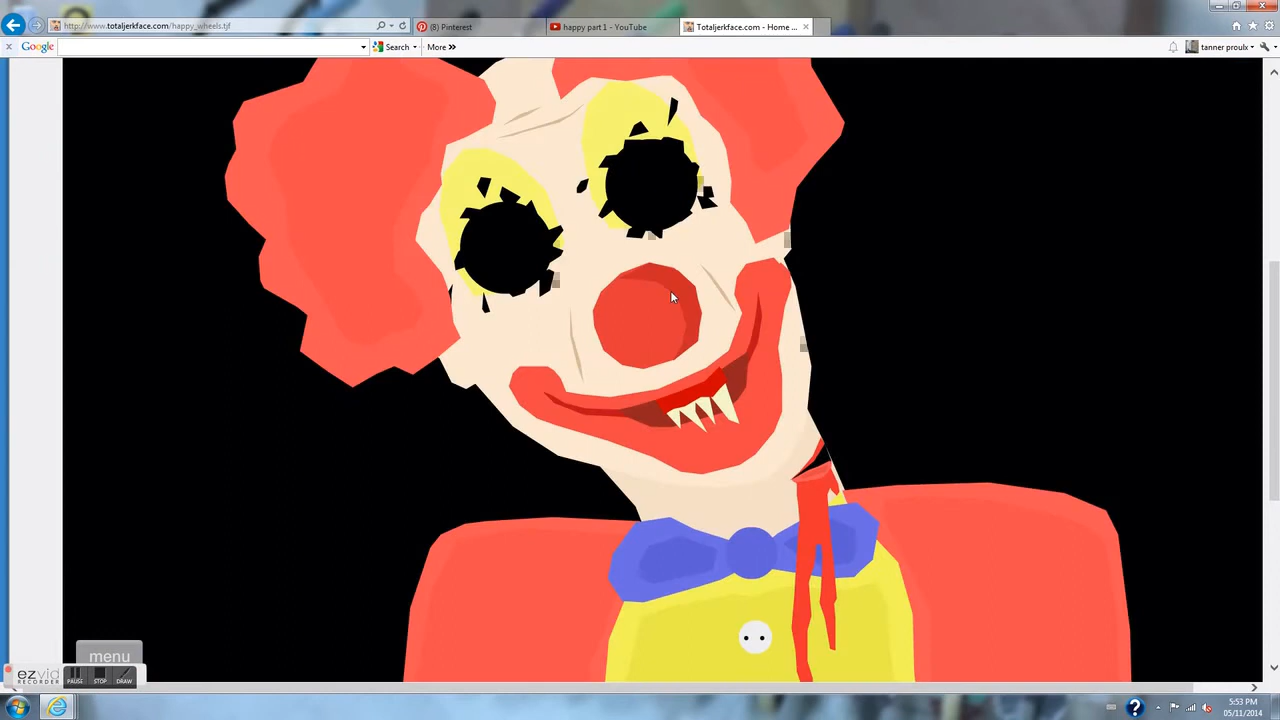 http://www.totaljerkface.com/happy_wheels.tjf
(8) Pinterest
happy part 1 - YouTube
Totaljerkface.com - Home ...
Google
Search
More
tanner proulx
menu
ezvid
RECORDER
PAUSE
STOP
DRAW
5:53 PM
05/11/2014